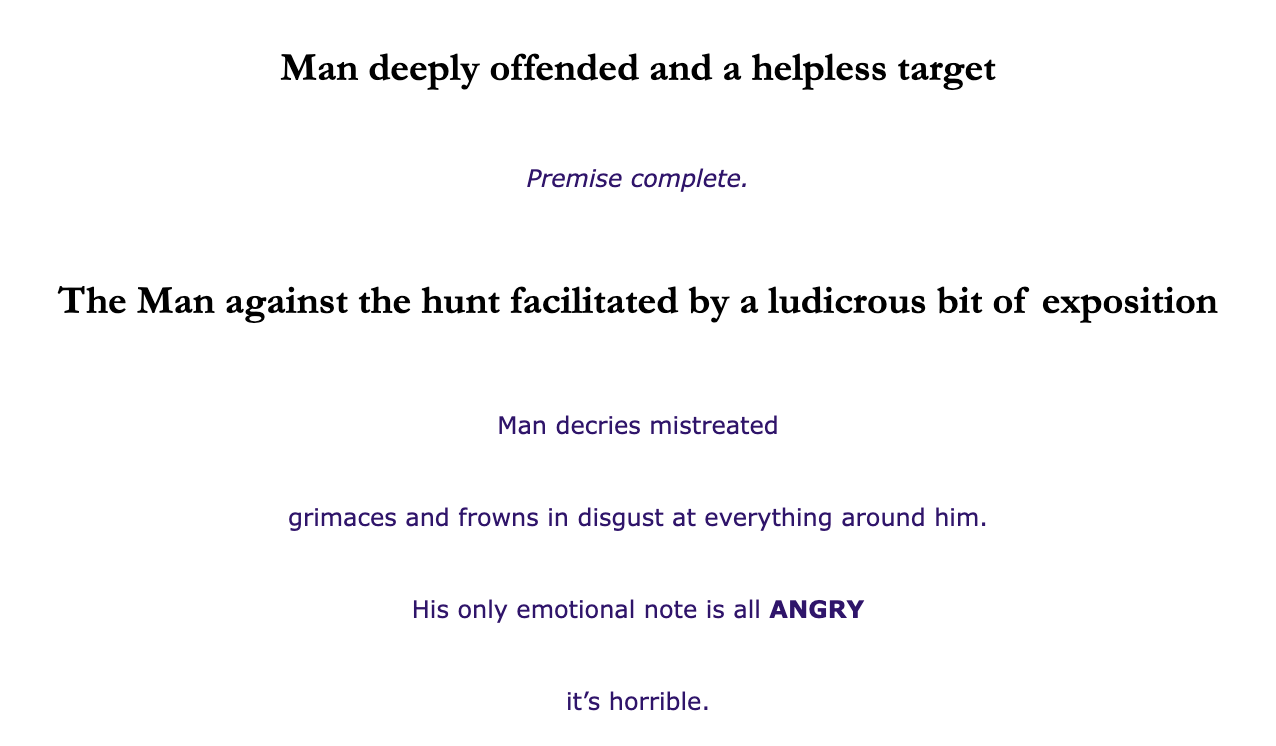 Man deeply offended and a helpless target
Premise complete.
The Man against the hunt facilitated by a ludicrous bit of exposition
Man decries mistreated
grimaces and frowns in disgust at everything around him.
His only emotional note is all ANGRY
it’s horrible.